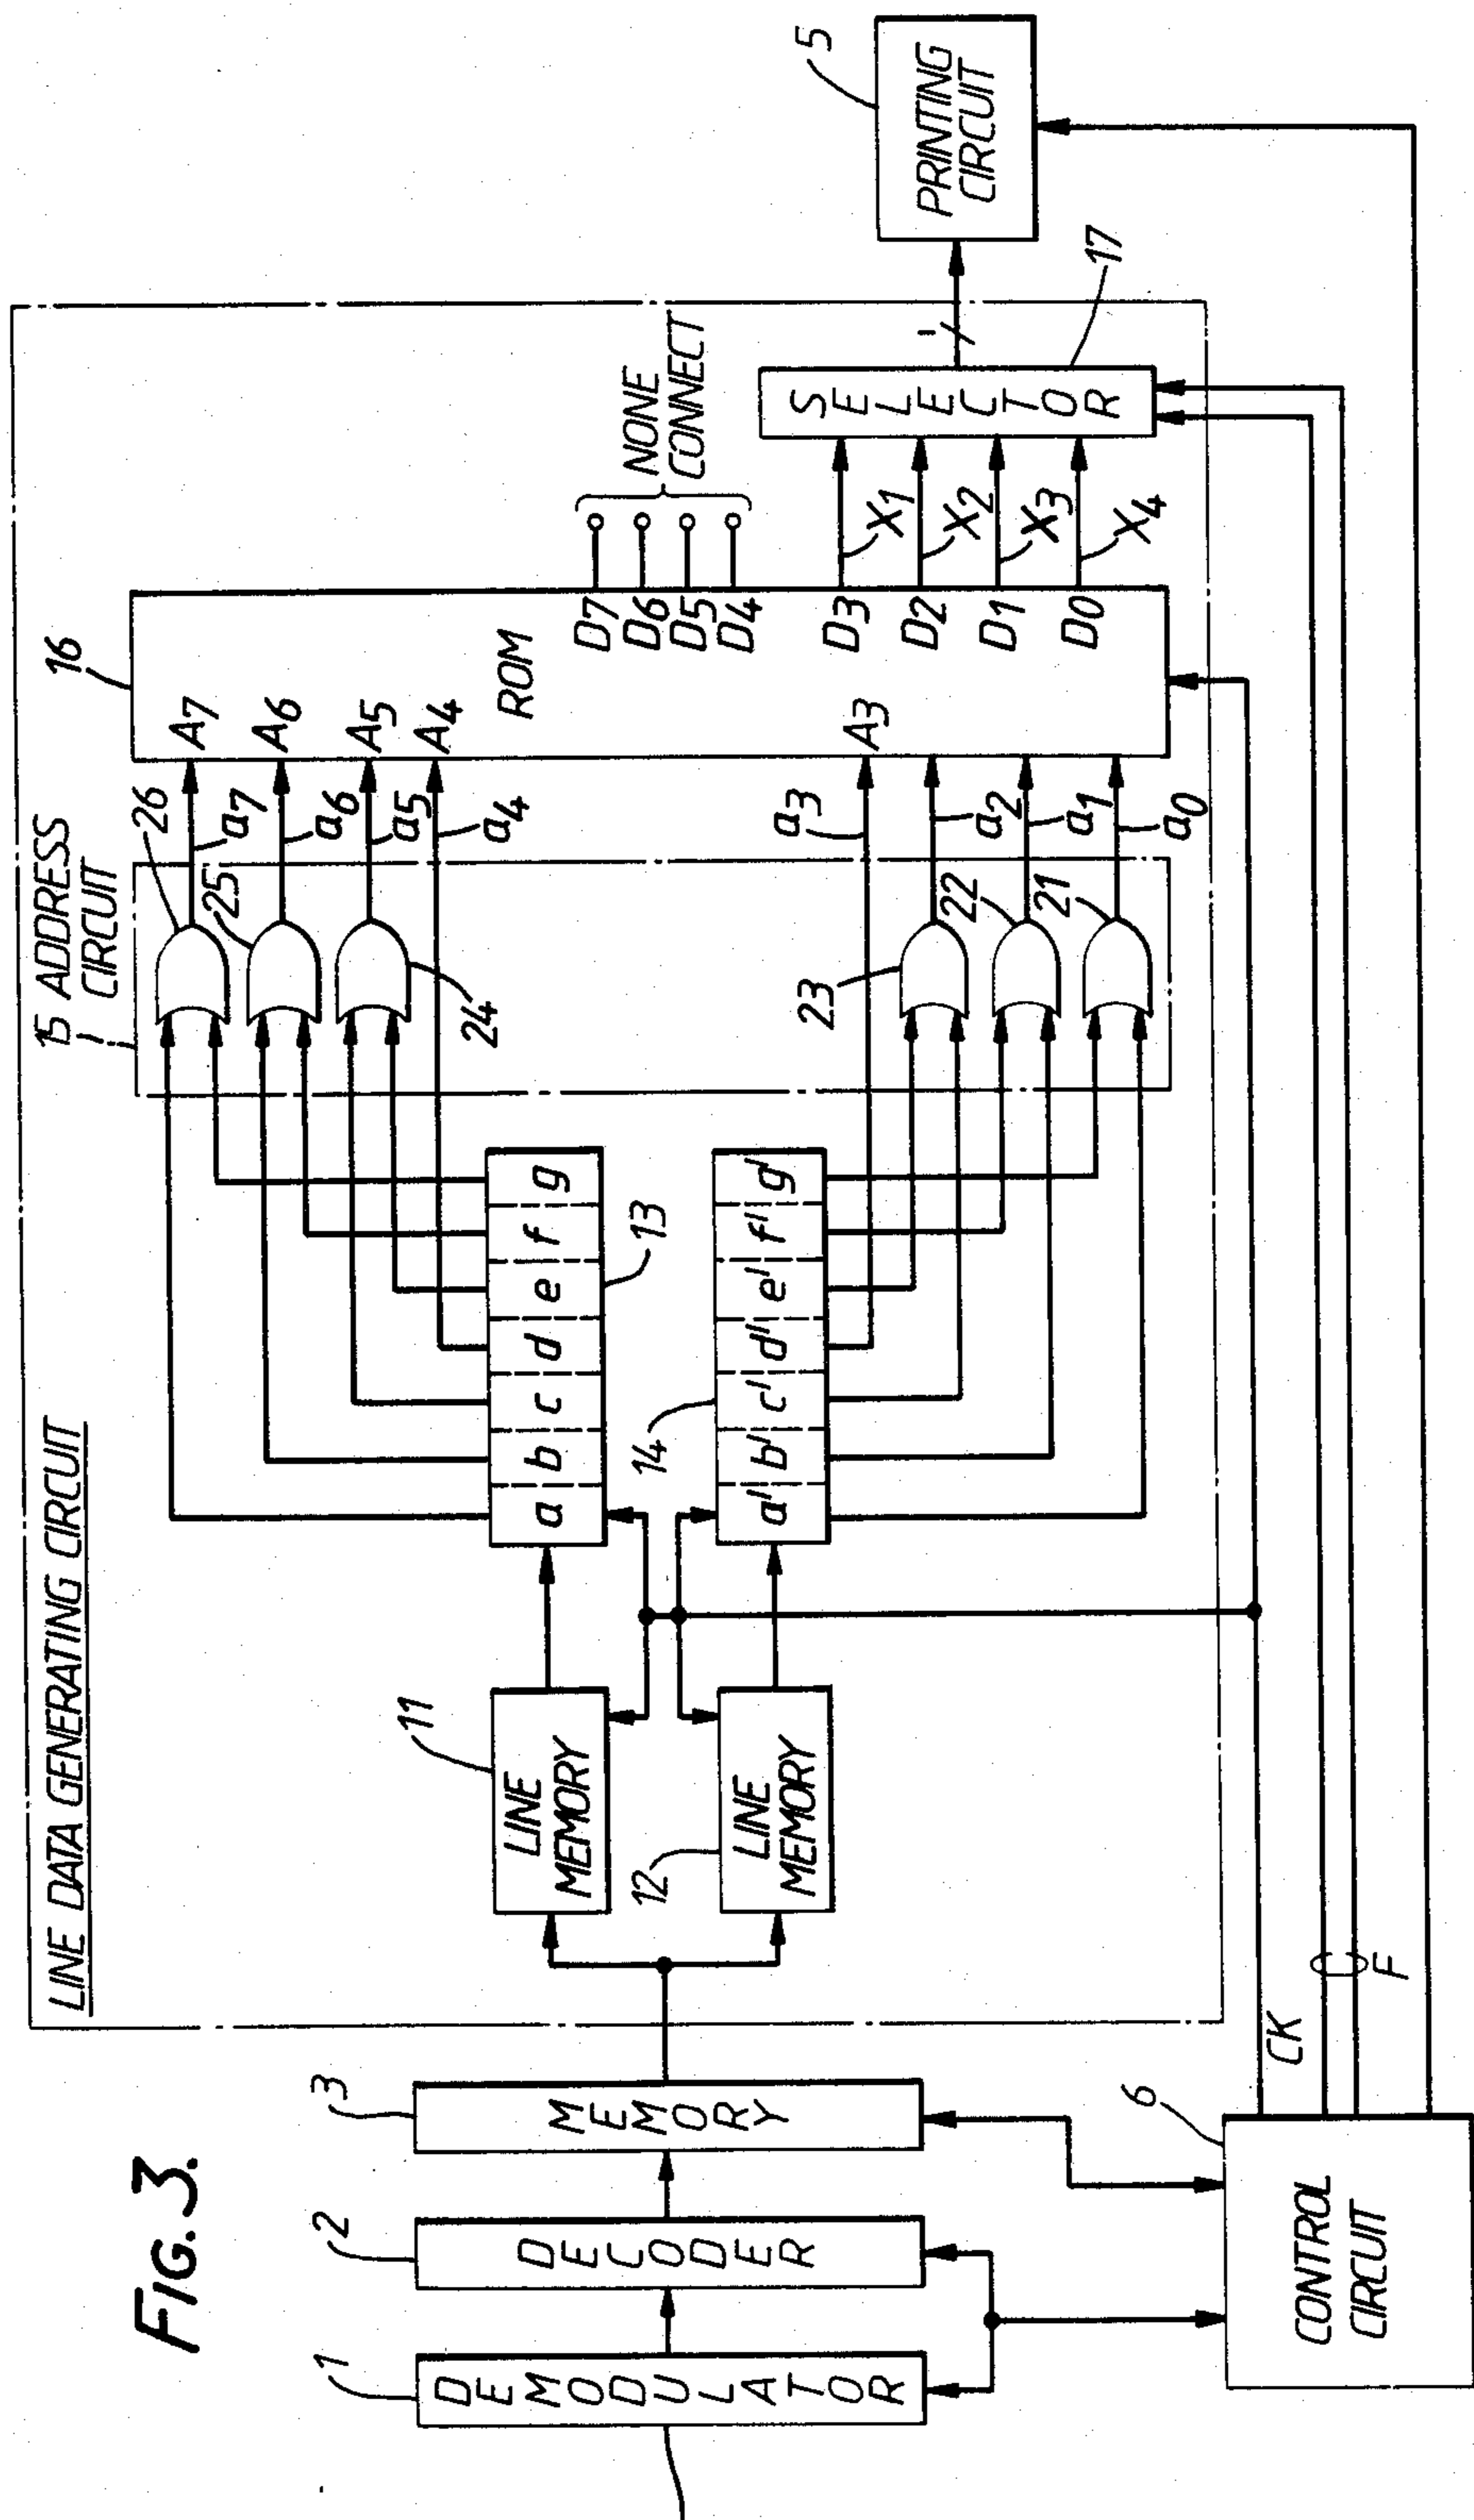 FIG. 3.
LINE DATA GENERATING CIRCUIT
1
DEMODULATOR
2
DECODER
3
MEMORY
6
CONTROL
CIRCUIT
CK
F
11
LINE
MEMORY
12
LINE
MEMORY
13
a b c d e f g
14
a' b' c' d' e' f' g'
15 ADDRESS
CIRCUIT
26
25
24
23
22
21
a7
a6
a5
a4
a3
a2
a1
a0
16
A7
A6
A5
A4
A3
ROM
D7
D6
D5
D4
D3
D2
D1
D0
NONE
CONNECT
X1
X2
X3
X4
SELECTOR
17
1
5
PRINTING
CIRCUIT